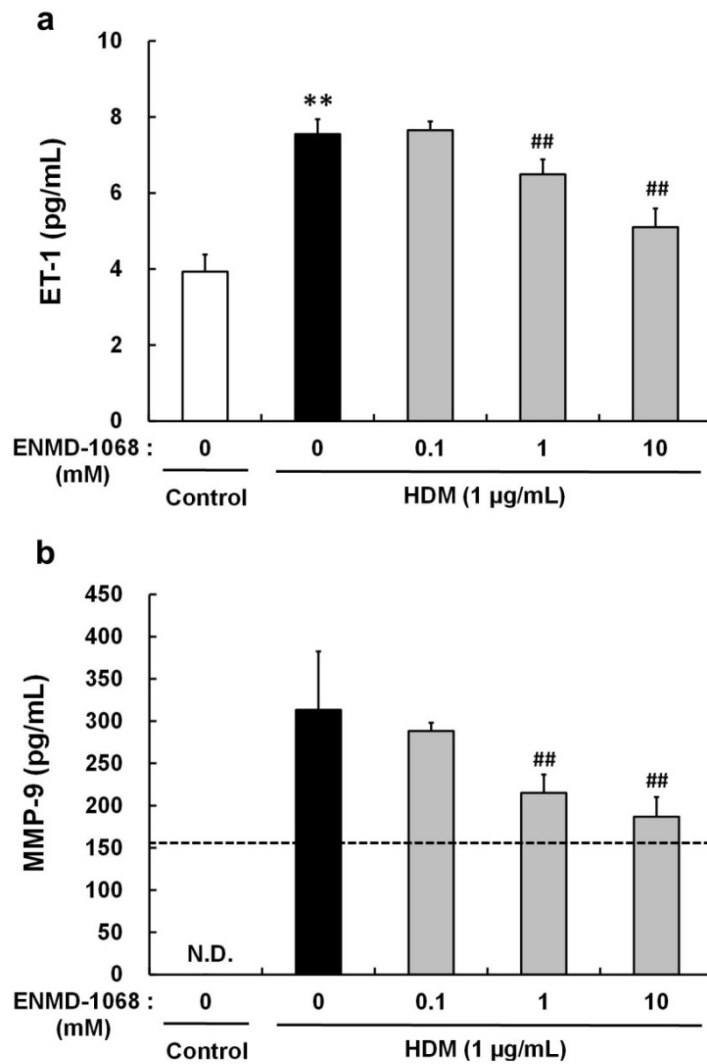 a
10
8
6
4
2
0
ET-1 (pg/mL)
**
##
##
ENMD-1068 : 0 0 0.1 1 10
(mM)
Control HDM (1 µg/mL)
b
450
400
350
300
250
200
150
100
50
0
MMP-9 (pg/mL)
N.D.
##
##
ENMD-1068 : 0 0 0.1 1 10
(mM)
Control HDM (1 µg/mL)